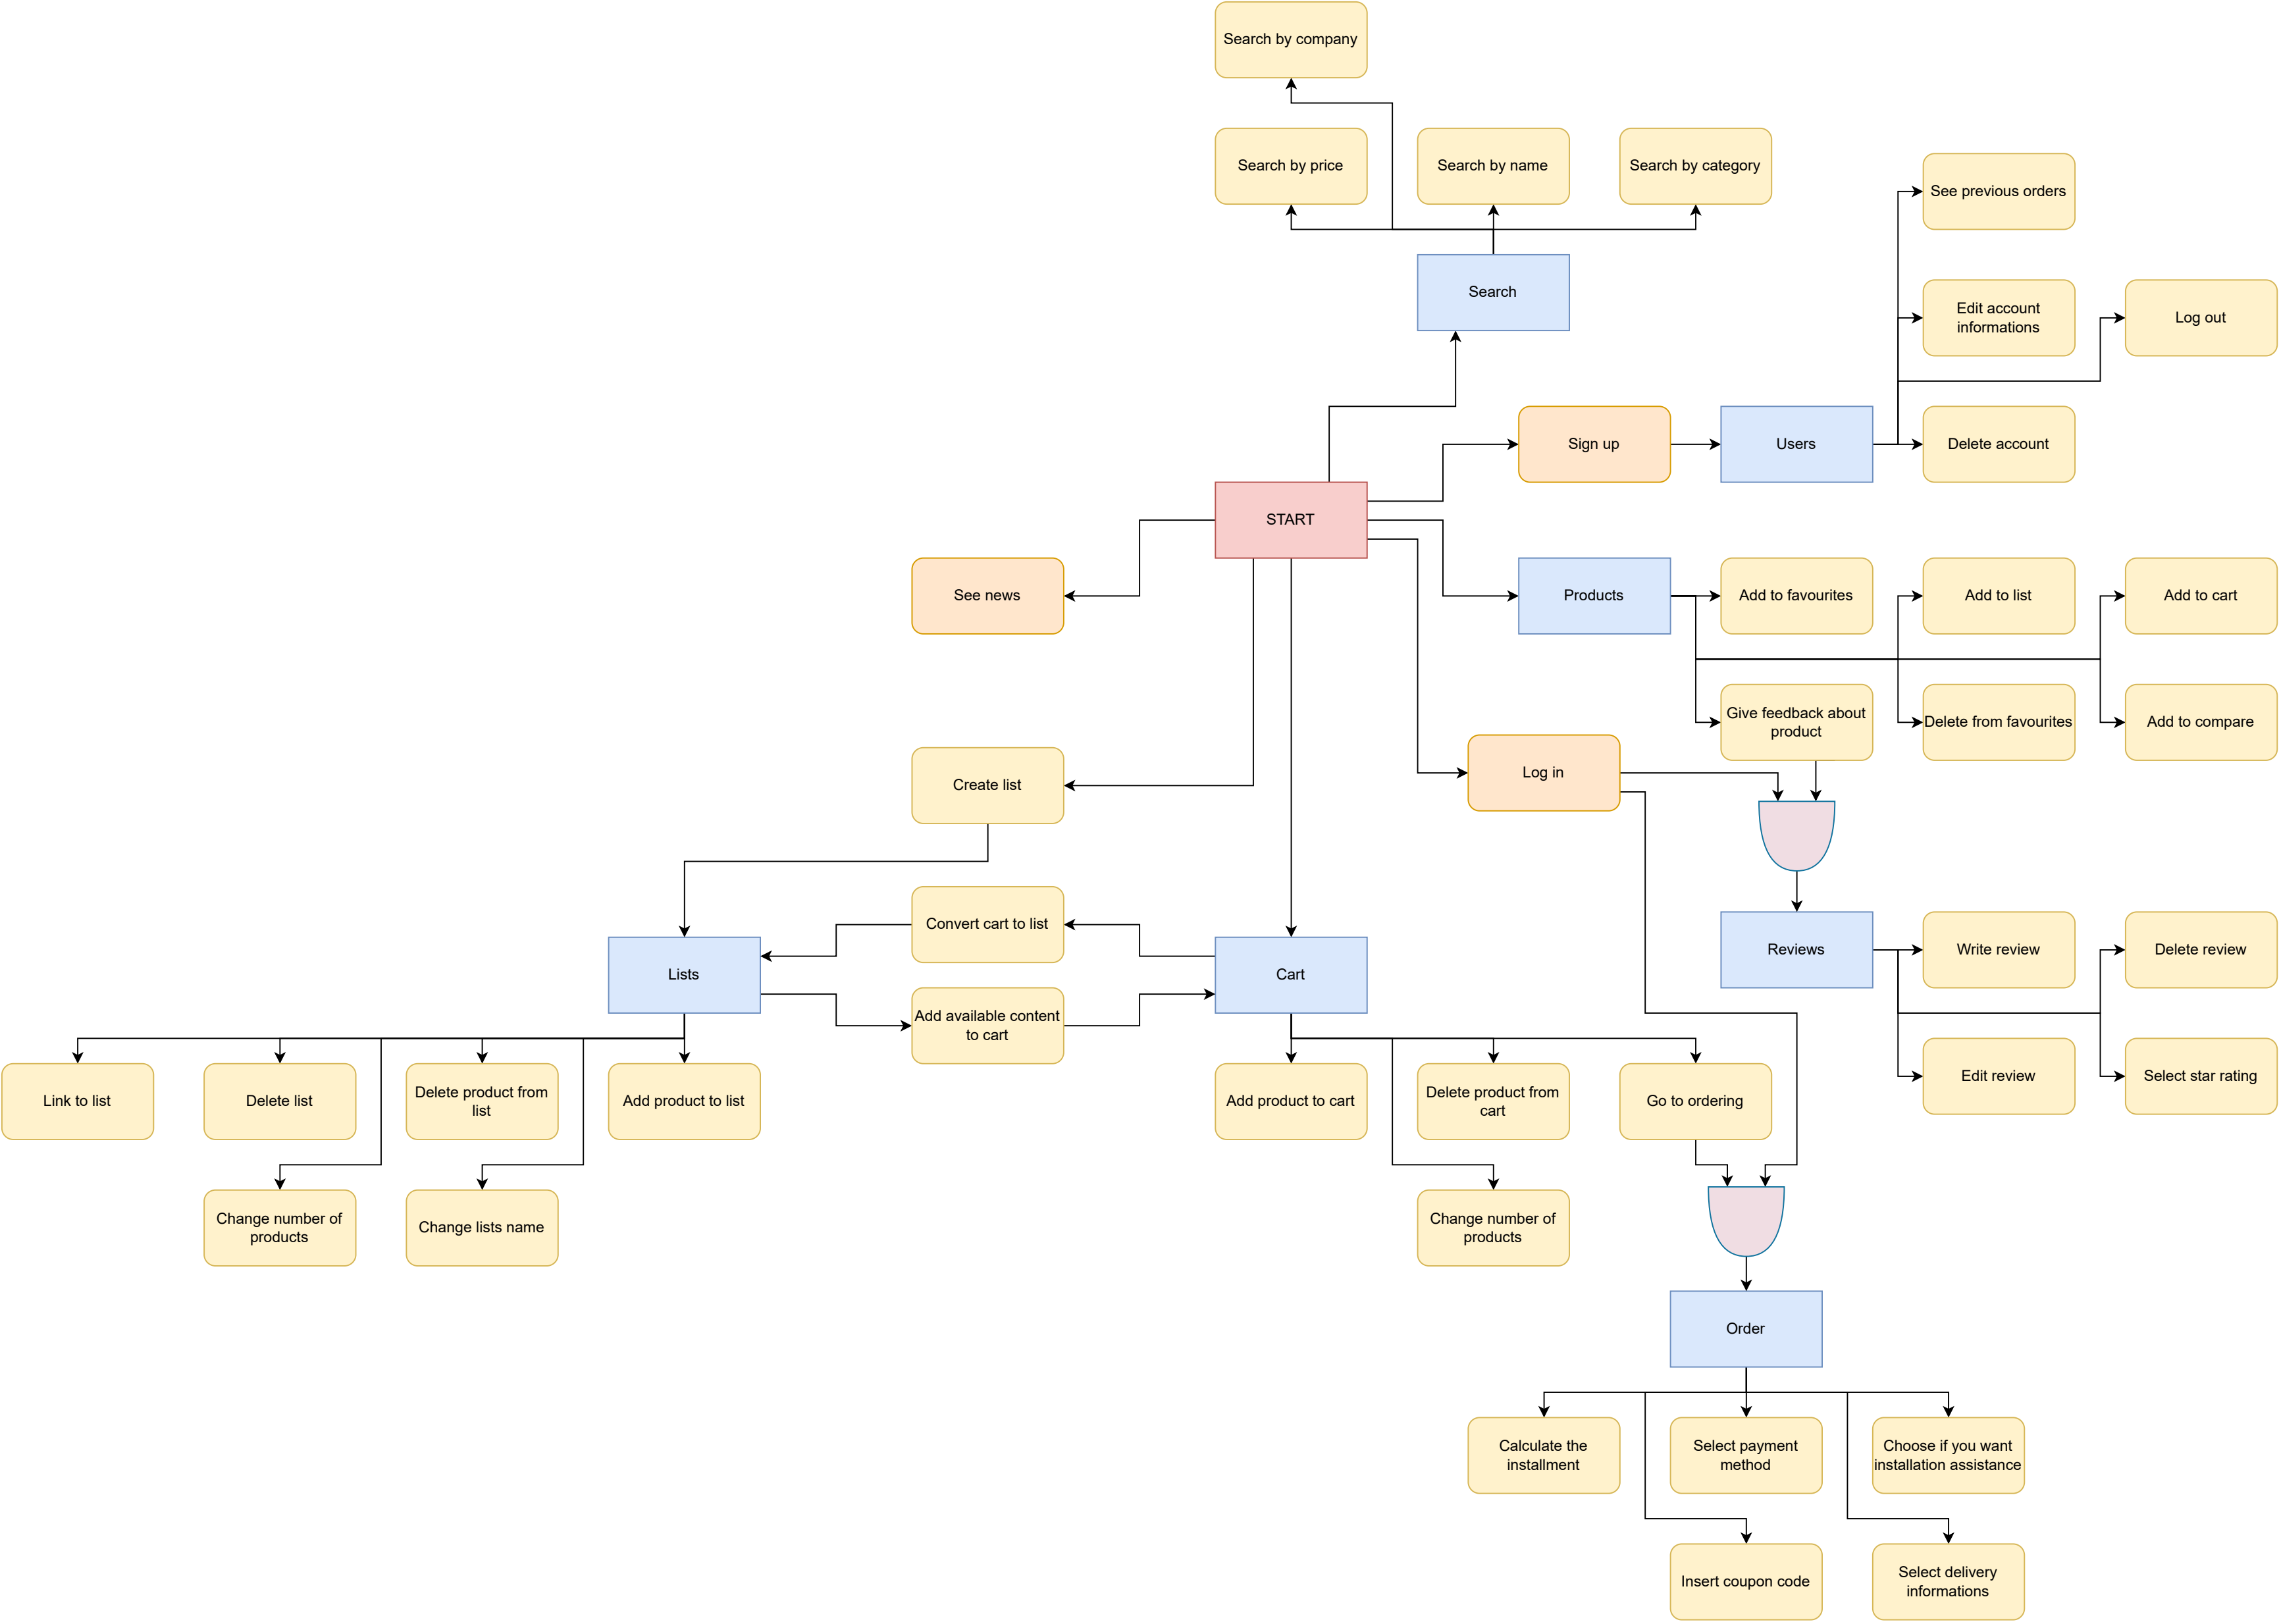 Search by company
Search by price
Search by name
Search by category
See previous orders
Search
Edit account
informations
Log out
Sign up
Users
Delete account
START
See news
Products
Add to favourites
Add to list
Add to cart
Give feedback about
product
Delete from favourites
Add to compare
Log in
Create list
Convert cart to list
Reviews
Write review
Delete review
Lists
Cart
Add available content
to cart
Edit review
Select star rating
Link to list
Delete list
Delete product from
list
Add product to list
Add product to cart
Delete product from
cart
Go to ordering
Change number of
products
Change lists name
Change number of
products
Order
Calculate the
installment
Select payment
method
Choose if you want
installation assistance
Insert coupon code
Select delivery
informations